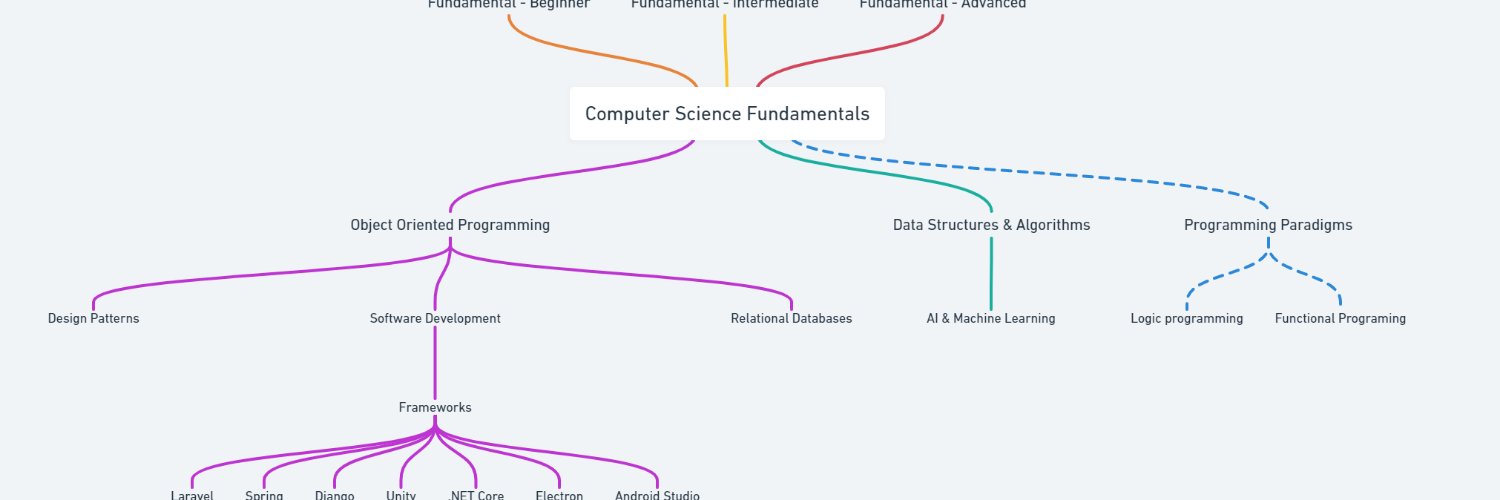 Fundamental - Beginner
Fundamental - Intermediate
Fundamental - Advanced
Computer Science Fundamentals
Object Oriented Programming
Data Structures & Algorithms
Programming Paradigms
Design Patterns
Software Development
Relational Databases
AI & Machine Learning
Logic programming
Functional Programing
Frameworks
Laravel
Spring
Django
Unity
.NET Core
Electron
Android Studio